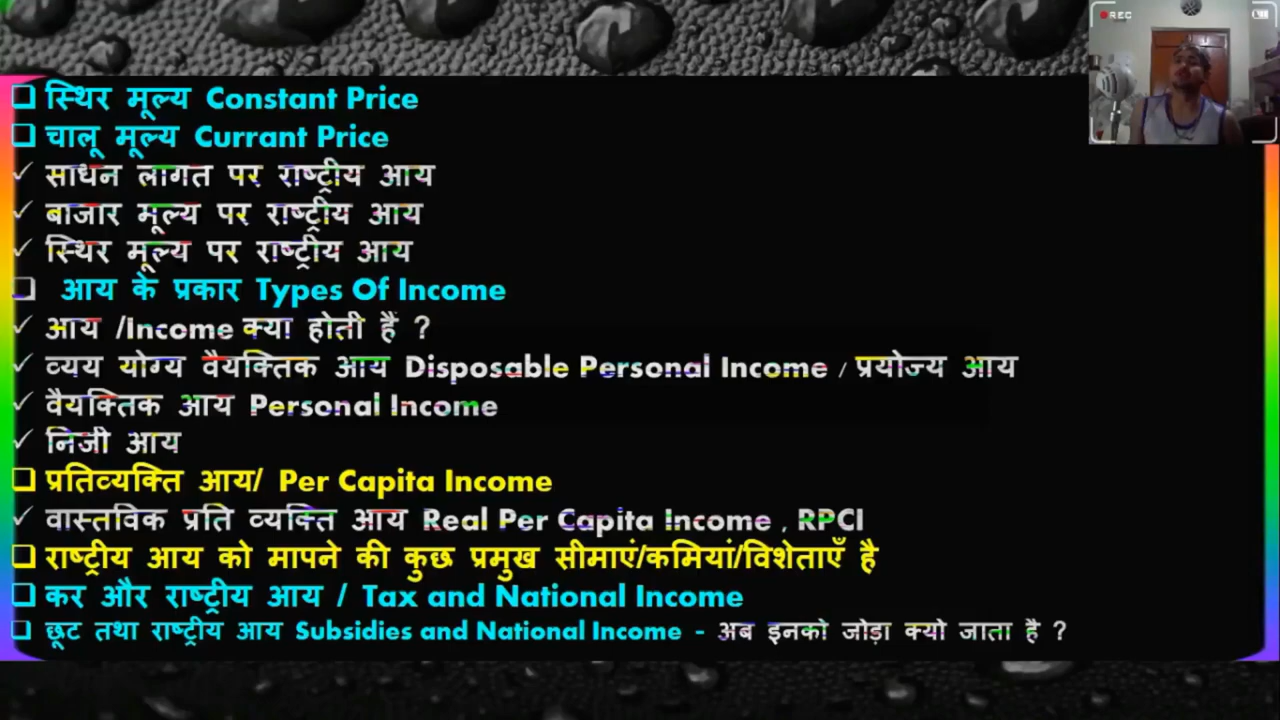 REC
❑ स्थिर मूल्य Constant Price
❑ चालू मूल्य Currant Price
✓ साधन लागत पर राष्ट्रीय आय
✓ बाजार मूल्य पर राष्ट्रीय आय
✓ स्थिर मूल्य पर राष्ट्रीय आय
❑ आय के प्रकार Types Of Income
✓ आय /Income क्या होती है ?
✓ व्यय योग्य वैयक्तिक आय Disposable Personal Income / प्रयोज्य आय
✓ वैयक्तिक आय Personal Income
✓ निजी आय
❑ प्रतिव्यक्ति आय/ Per Capita Income
✓ वास्तविक प्रति व्यक्ति आय Real Per Capita Income , RPCI
❑ राष्ट्रीय आय को मापने की कुछ प्रमुख सीमाएं/कमियां/विशेताएँ है
❑ कर और राष्ट्रीय आय / Tax and National Income
❑ छूट तथा राष्ट्रीय आय Subsidies and National Income - अब इनको जोड़ा क्यो जाता है ?